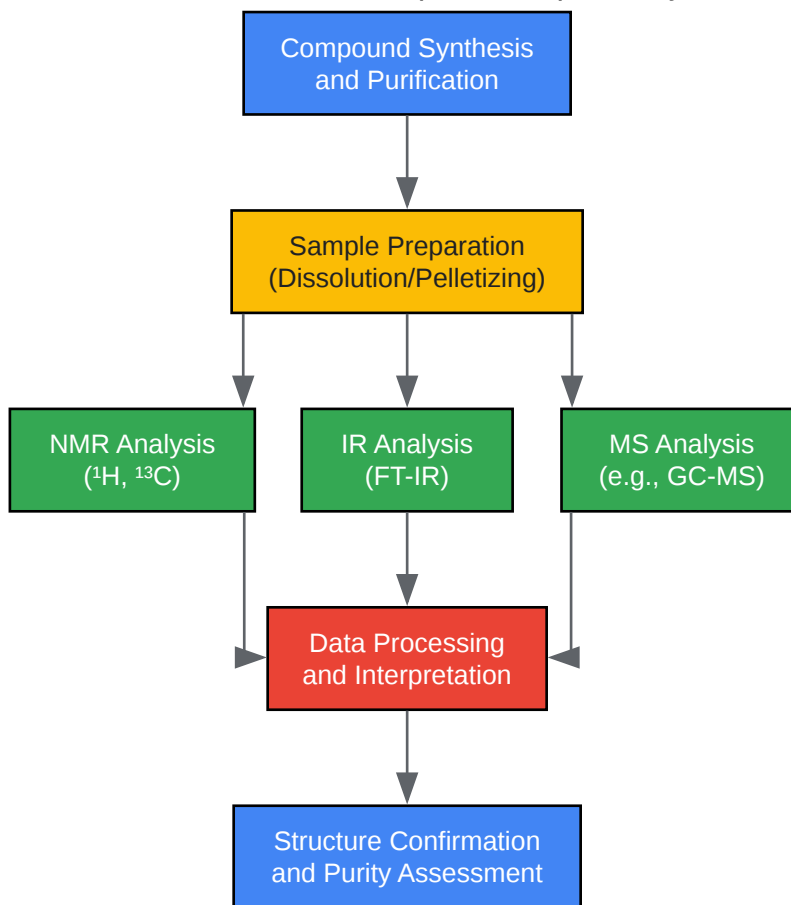 Compound Synthesis
and Purification
Sample Preparation
(Dissolution/Pelletizing)
NMR Analysis
(¹H, ¹³C)
IR Analysis
(FT-IR)
MS Analysis
(e.g., GC-MS)
Data Processing
and Interpretation
Structure Confirmation
and Purity Assessment